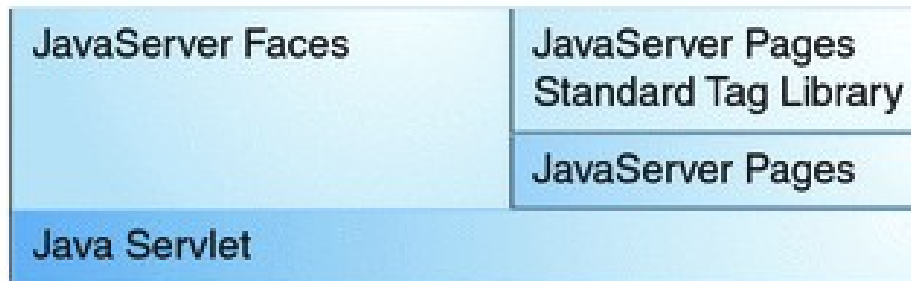 JavaServer Faces
JavaServer Pages
Standard Tag Library
JavaServer Pages
Java Servlet